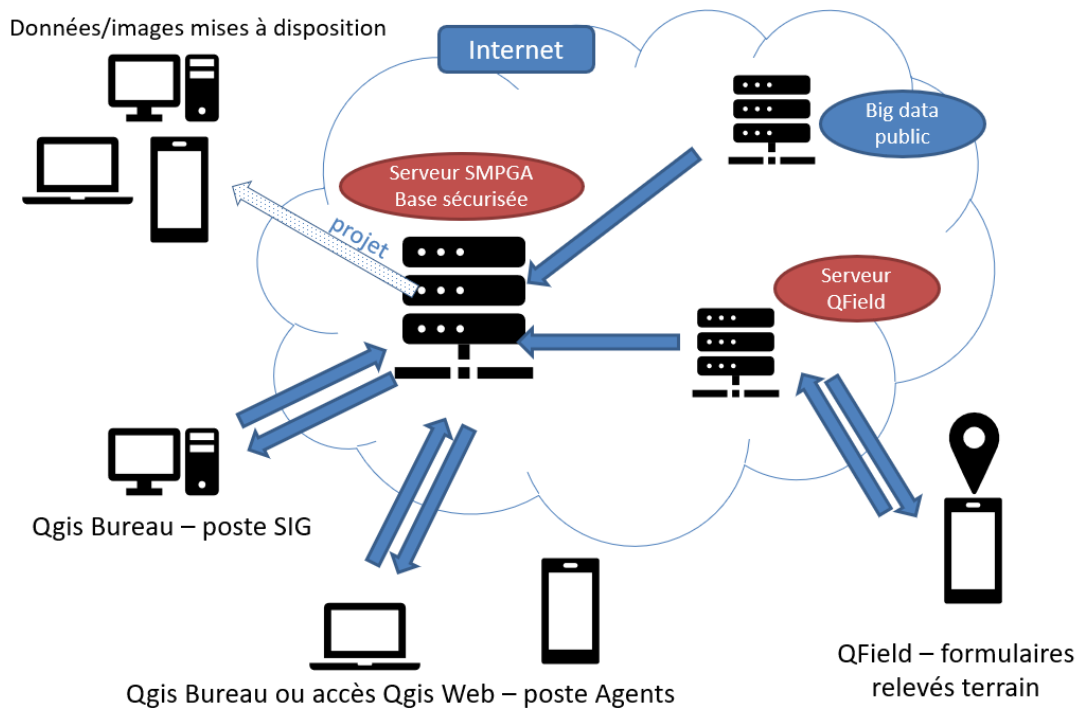 Données/images mises à disposition
Internet
Big data
public
Serveur SMPGA
Base sécurisée
projet
Serveur
QField
Qgis Bureau – poste SIG
QField – formulaires
relevés terrain
Qgis Bureau ou accès Qgis Web – poste Agents